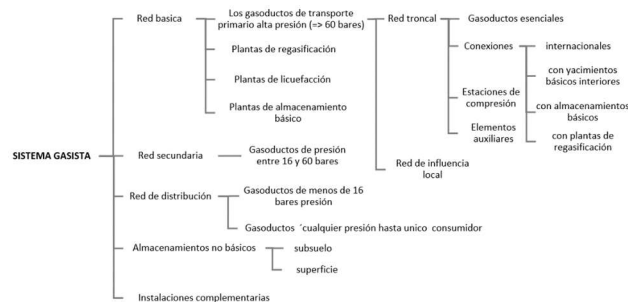 SISTEMA GASISTA
Red basica
Los gasoductos de transporte
primario alta presión (=> 60 bares)
Red troncal
Gasoductos esenciales
Conexiones
internacionales
con yacimientos
básicos interiores
con almacenamientos
básicos
con plantas de
regasificación
Estaciones de
compresión
Elementos
auxiliares
Red de influencia
local
Plantas de regasificación
Plantas de licuefacción
Plantas de almacenamiento
básico
Red secundaria
Gasoductos de presión
entre 16 y 60 bares
Red de distribución
Gasoductos de menos de 16
bares presión
Gasoductos ´cualquier presión hasta unico consumidor
Almacenamientos no básicos
subsuelo
superficie
Instalaciones complementarias